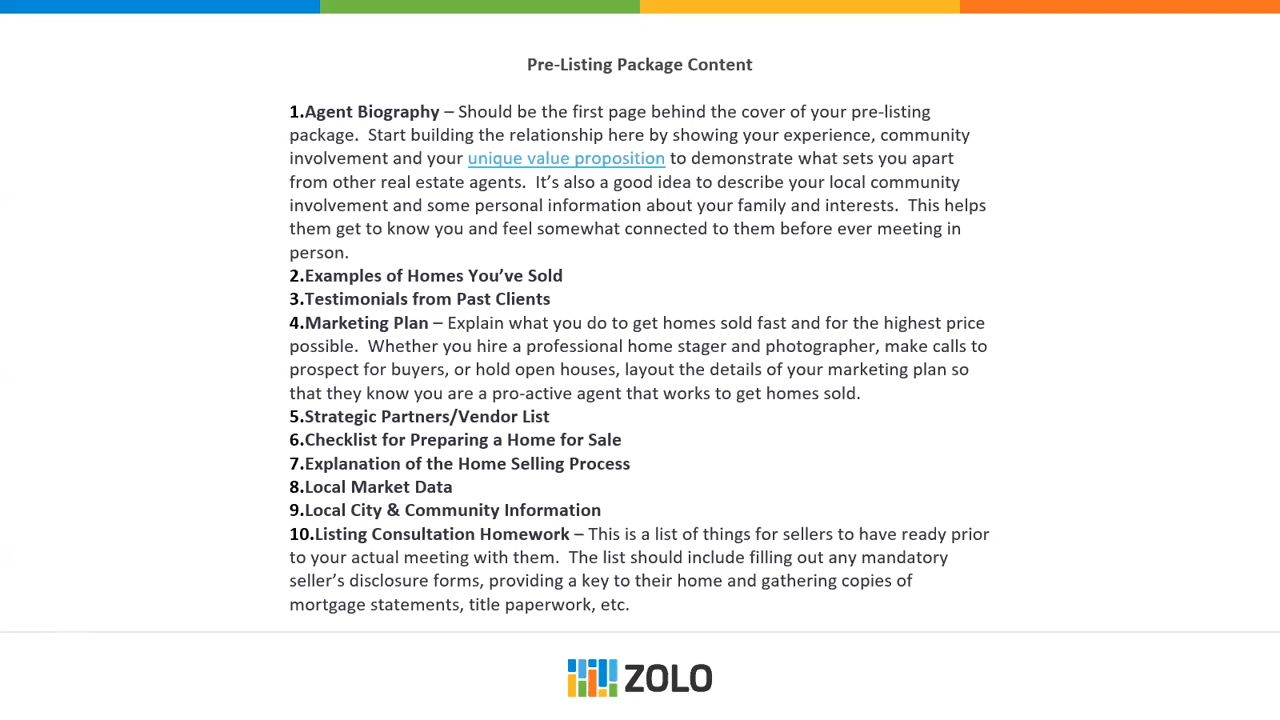 Pre-Listing Package Content
1.Agent Biography – Should be the first page behind the cover of your pre-listing
package.  Start building the relationship here by showing your experience, community
involvement and your unique value proposition to demonstrate what sets you apart
from other real estate agents.  It’s also a good idea to describe your local community
involvement and some personal information about your family and interests.  This helps
them get to know you and feel somewhat connected to them before ever meeting in
person.
2.Examples of Homes You’ve Sold
3.Testimonials from Past Clients
4.Marketing Plan – Explain what you do to get homes sold fast and for the highest price
possible.  Whether you hire a professional home stager and photographer, make calls to
prospect for buyers, or hold open houses, layout the details of your marketing plan so
that they know you are a pro-active agent that works to get homes sold.
5.Strategic Partners/Vendor List
6.Checklist for Preparing a Home for Sale
7.Explanation of the Home Selling Process
8.Local Market Data
9.Local City & Community Information
10.Listing Consultation Homework – This is a list of things for sellers to have ready prior
to your actual meeting with them.  The list should include filling out any mandatory
seller’s disclosure forms, providing a key to their home and gathering copies of
mortgage statements, title paperwork, etc.
ZOLO